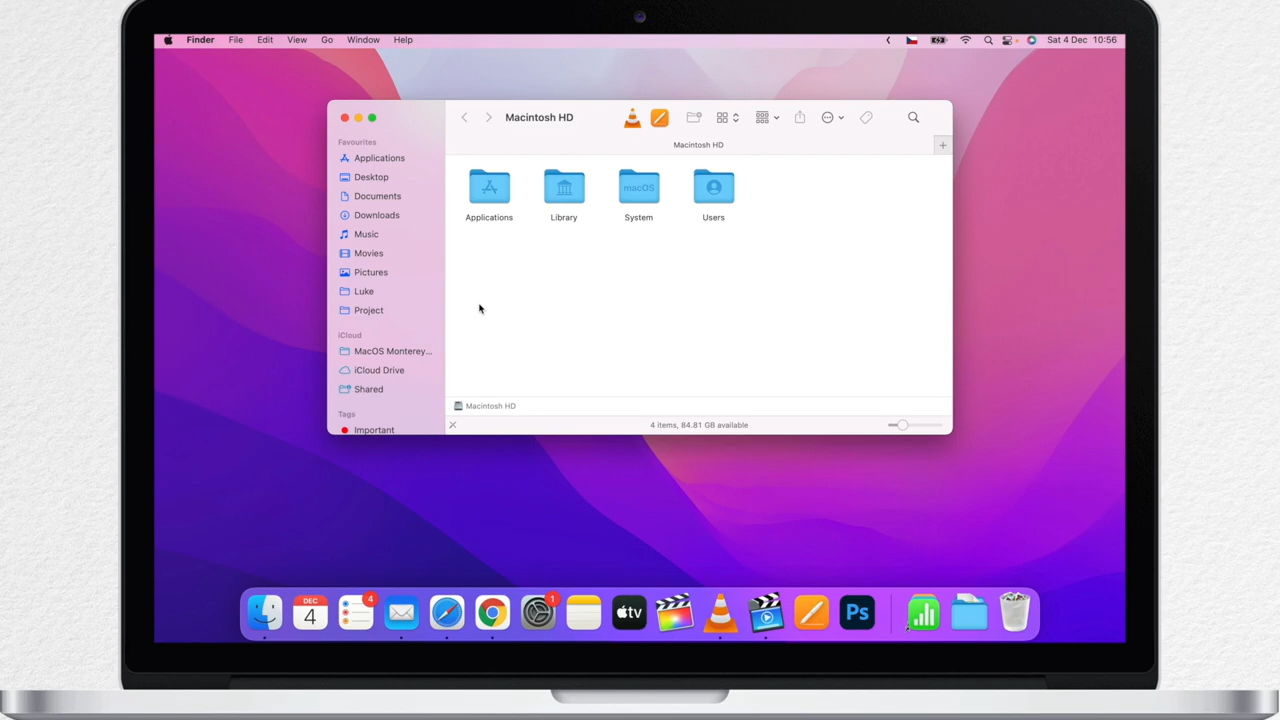 Finder File Edit View Go Window Help Sat 4 Dec 10:56
Macintosh HD
Macintosh HD
Favourites
Applications
Desktop
Documents
Downloads
Music
Movies
Pictures
Luke
Project
iCloud
MacOS Monterey...
iCloud Drive
Shared
Tags
Important
Applications Library System Users
macOS
Macintosh HD
4 items, 84.81 GB available
DEC
4
4
1
tv
Ps